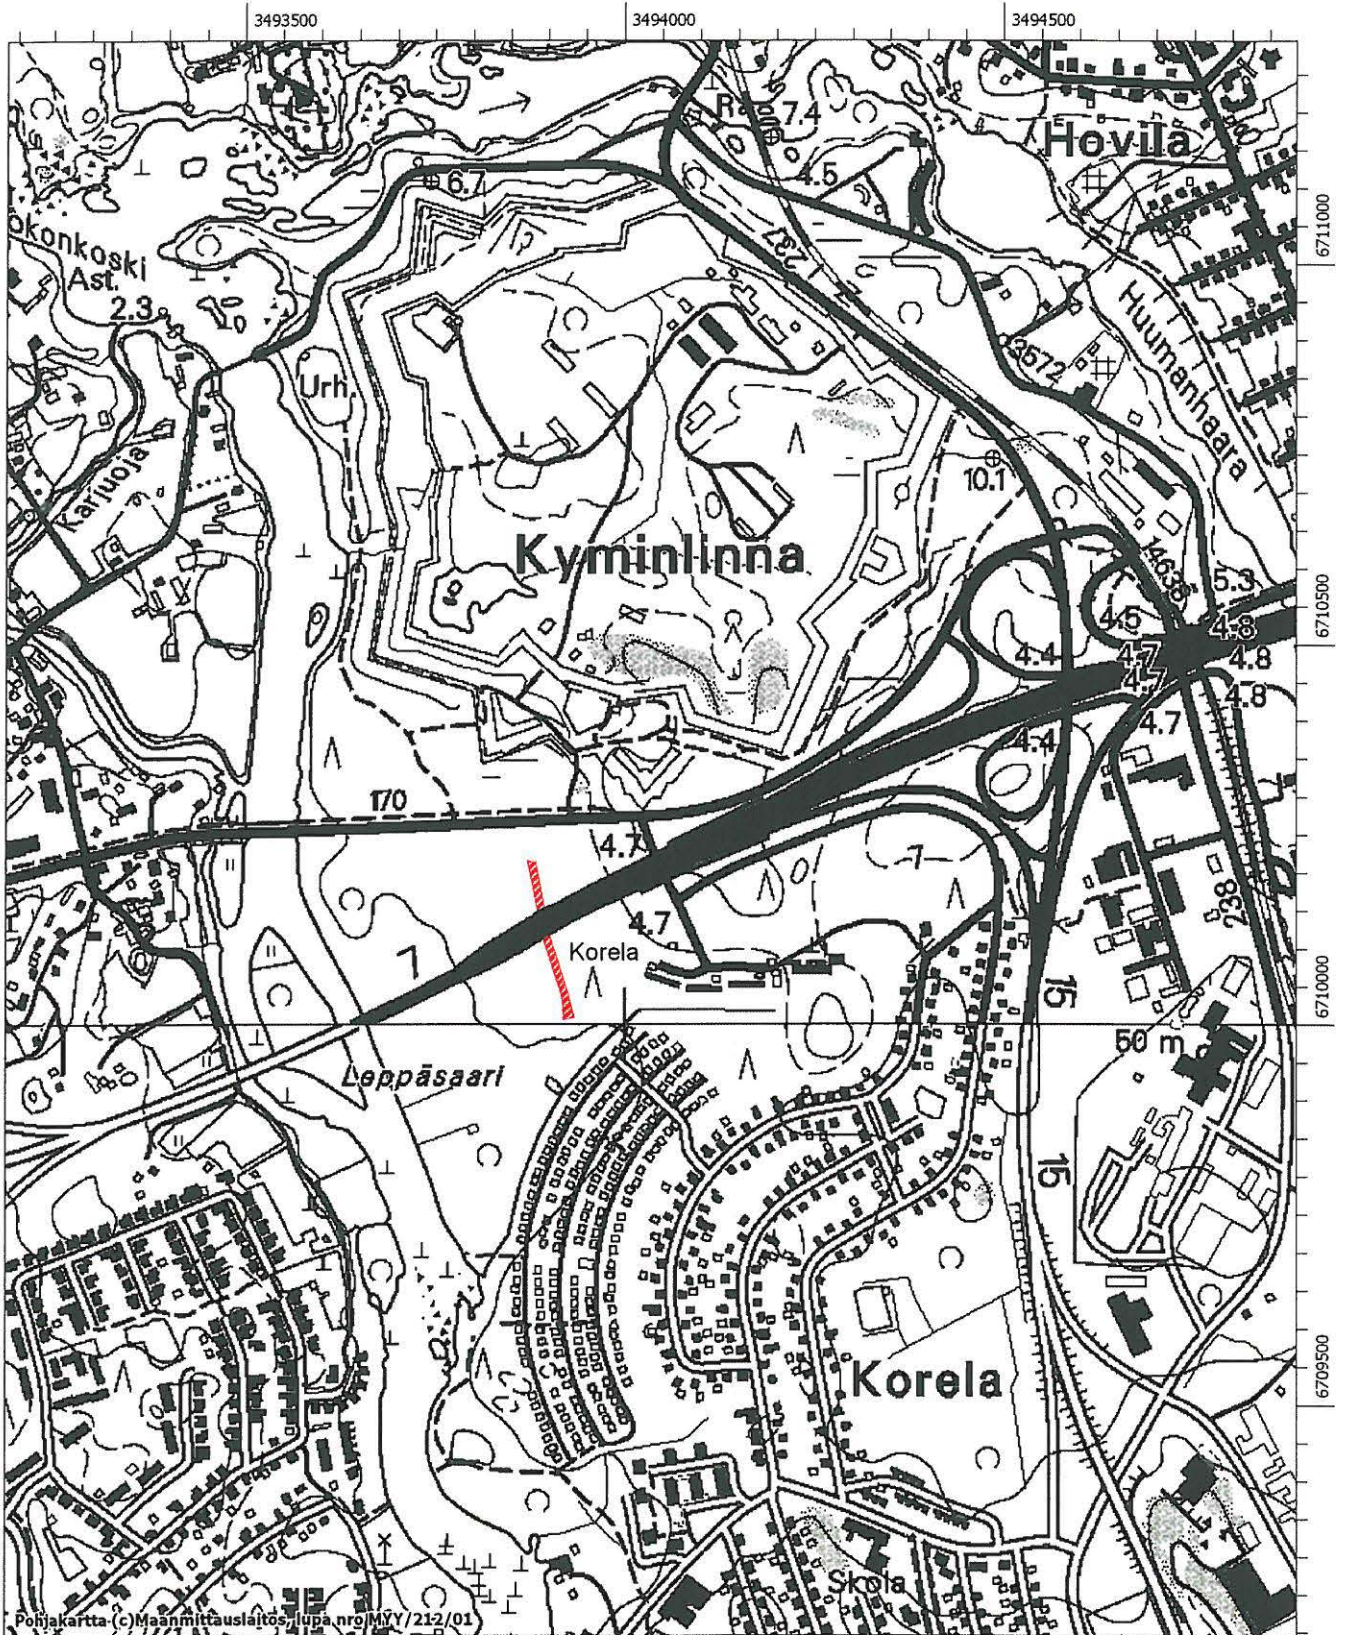 3493500
3494000
3494500
7.4
Hovila
6.7
4.5
okonkoski
Ast.
2.3
237
6711000
Urh.
3572
Huumanhaara
Karjuoja
10.1
Kyminlinna
14638
5.3
4.5
4.8
6710500
4.4
4.7
4.8
4.7
4.8
4.7
4.4
170
4.7
7
238
4.7
7
Korela
15
6710000
50 m
Leppäsaari
15
Korela
6709500
Skola
Pohjakartta (c)Maanmittauslaitos, lupa nro MYY/212/01